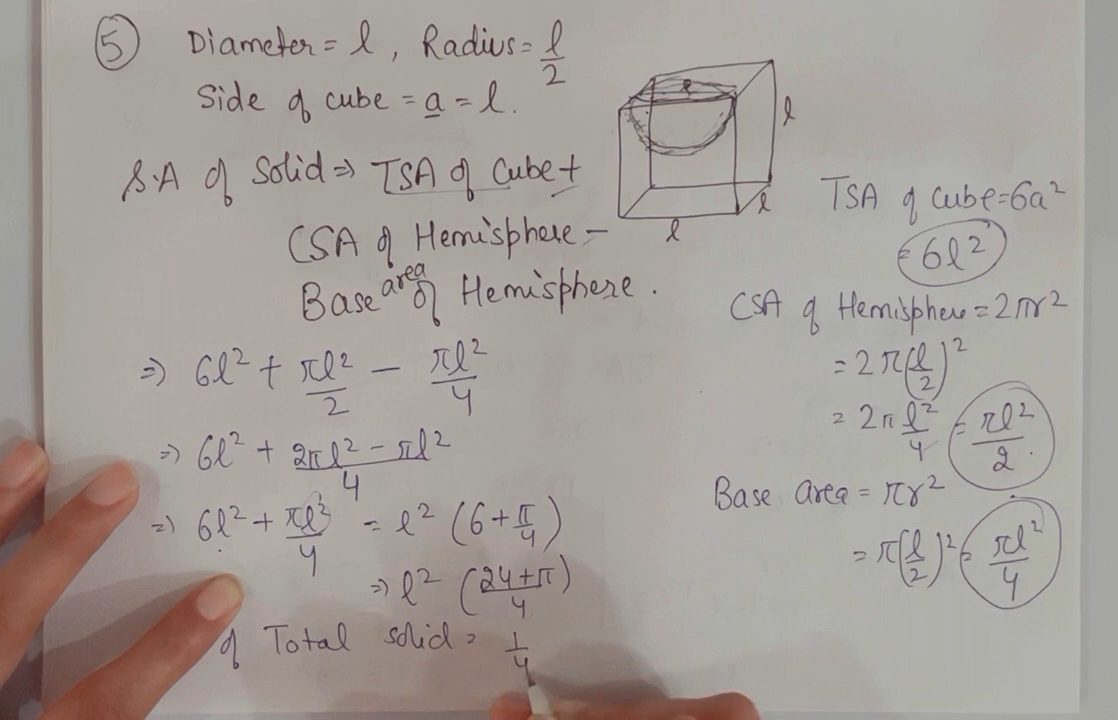 5 Diameter = l, Radius = l/2
Side of cube = a = l.
S.A of Solid ⇒ TSA of Cube +
CSA of Hemisphere -
Base area of Hemisphere.
⇒ 6l² + πl²/2 - πl²/4
⇒ 6l² + (2πl² - πl²)/4
⇒ 6l² + πl²/4 = l² (6 + π/4)
⇒ l² (24+π/4)
of Total solid = 1/4
l
l
l
l
TSA of cube = 6a²
= 6l²
CSA of Hemisphere = 2πr²
= 2π(l/2)²
= 2π l²/4 = πl²/2.
Base area = πr²
= π(l/2)² = πl²/4